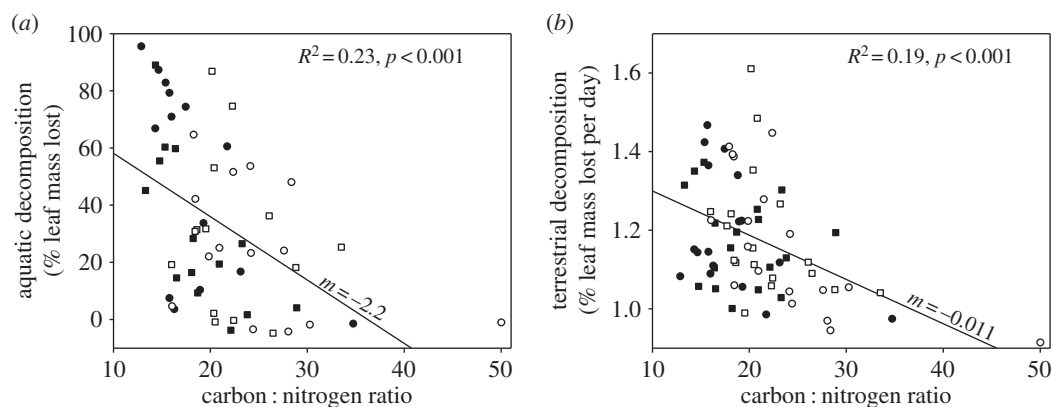 (a)
100
80
60
40
20
0
aquatic decomposition
(% leaf mass lost)
R² = 0.23, p < 0.001
m = −2.2
10 20 30 40 50
carbon : nitrogen ratio
(b)
1.6
1.4
1.2
1.0
terrestrial decomposition
(% leaf mass lost per day)
R² = 0.19, p < 0.001
m = −0.011
10 20 30 40 50
carbon : nitrogen ratio